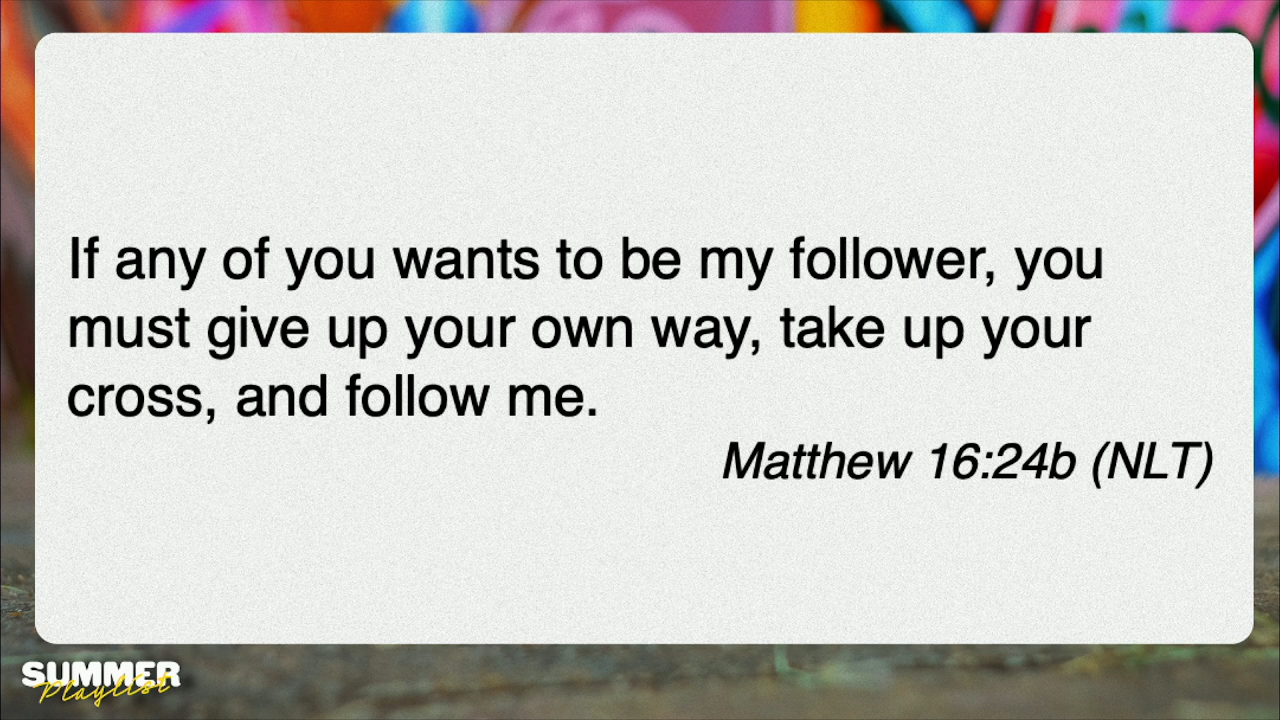 If any of you wants to be my follower, you
must give up your own way, take up your
cross, and follow me.
Matthew 16:24b (NLT)
SUMMER
Playlist